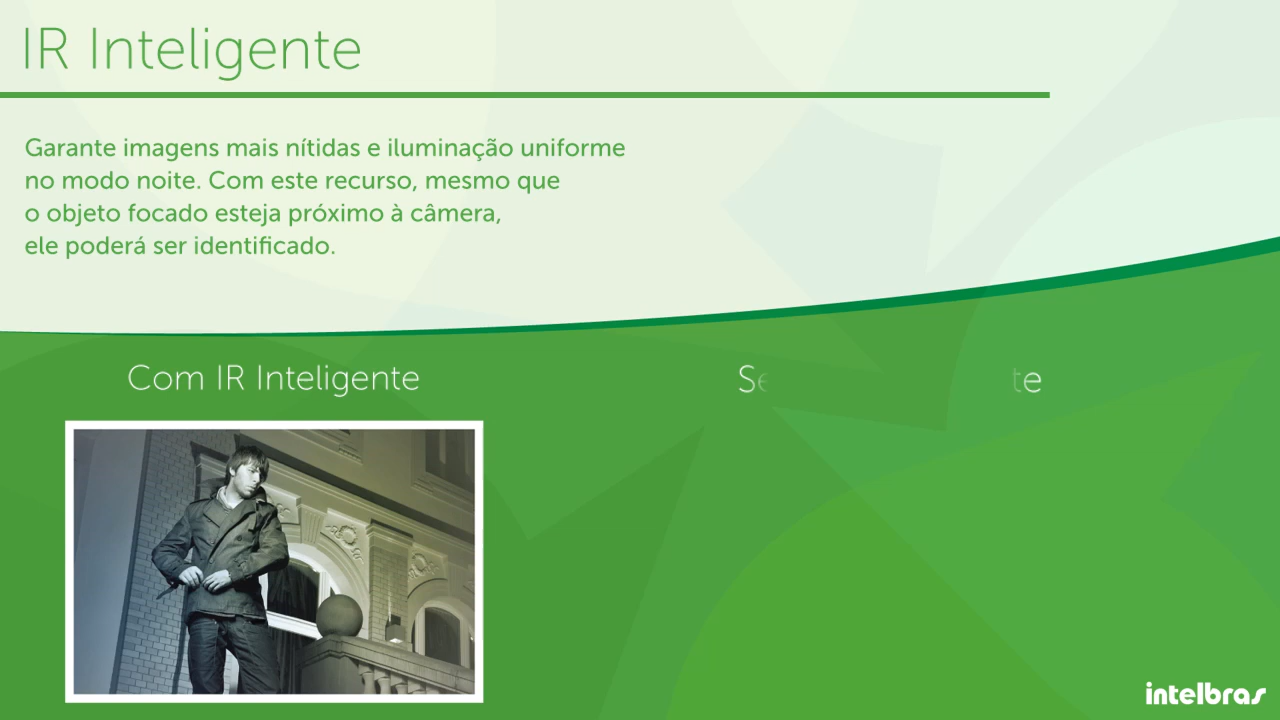 IR Inteligente
Garante imagens mais nítidas e iluminação uniforme
no modo noite. Com este recurso, mesmo que
o objeto focado esteja próximo à câmera,
ele poderá ser identificado.
Com IR Inteligente
intelbras